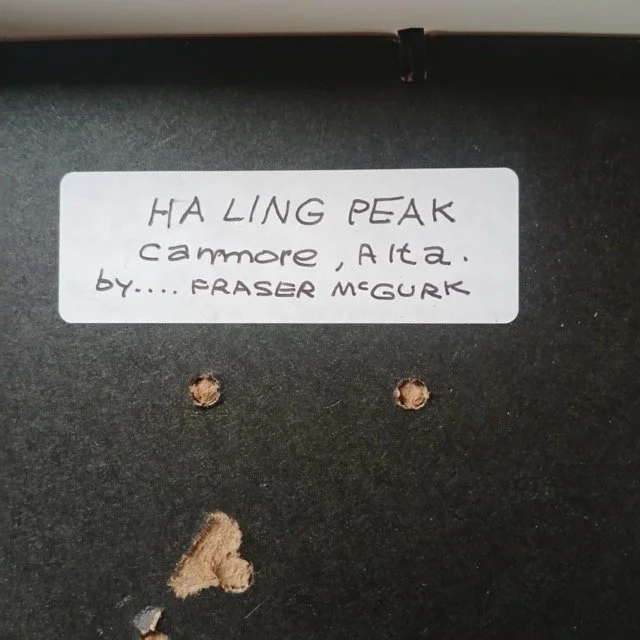 HA LING PEAK
Canmore, Alta.
by.... FRASER McGURK